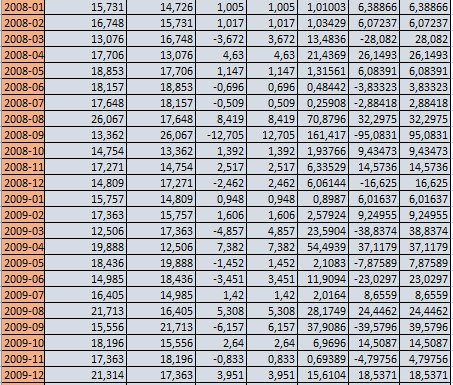 2008-01 15,731 14,726 1,005 1,005 1,01003 6,38866 6,38866
2008-02 16,748 15,731 1,017 1,017 1,03429 6,07237 6,07237
2008-03 13,076 16,748 -3,672 3,672 13,4836 -28,082 28,082
2008-04 17,706 13,076 4,63 4,63 21,4369 26,1493 26,1493
2008-05 18,853 17,706 1,147 1,147 1,31561 6,08391 6,08391
2008-06 18,157 18,853 -0,696 0,696 0,48442 -3,83323 3,83323
2008-07 17,648 18,157 -0,509 0,509 0,25908 -2,88418 2,88418
2008-08 26,067 17,648 8,419 8,419 70,8796 32,2975 32,2975
2008-09 13,362 26,067 -12,705 12,705 161,417 -95,0831 95,0831
2008-10 14,754 13,362 1,392 1,392 1,93766 9,43473 9,43473
2008-11 17,271 14,754 2,517 2,517 6,33529 14,5736 14,5736
2008-12 14,809 17,271 -2,462 2,462 6,06144 -16,625 16,625
2009-01 15,757 14,809 0,948 0,948 0,8987 6,01637 6,01637
2009-02 17,363 15,757 1,606 1,606 2,57924 9,24955 9,24955
2009-03 12,506 17,363 -4,857 4,857 23,5904 -38,8374 38,8374
2009-04 19,888 12,506 7,382 7,382 54,4939 37,1179 37,1179
2009-05 18,436 19,888 -1,452 1,452 2,1083 -7,87589 7,87589
2009-06 14,985 18,436 -3,451 3,451 11,9094 -23,0297 23,0297
2009-07 16,405 14,985 1,42 1,42 2,0164 8,6559 8,6559
2009-08 21,713 16,405 5,308 5,308 28,1749 24,4462 24,4462
2009-09 15,556 21,713 -6,157 6,157 37,9086 -39,5796 39,5796
2009-10 18,196 15,556 2,64 2,64 6,9696 14,5087 14,5087
2009-11 17,363 18,196 -0,833 0,833 0,69389 -4,79756 4,79756
2009-12 21,314 17,363 3,951 3,951 15,6104 18,5371 18,5371